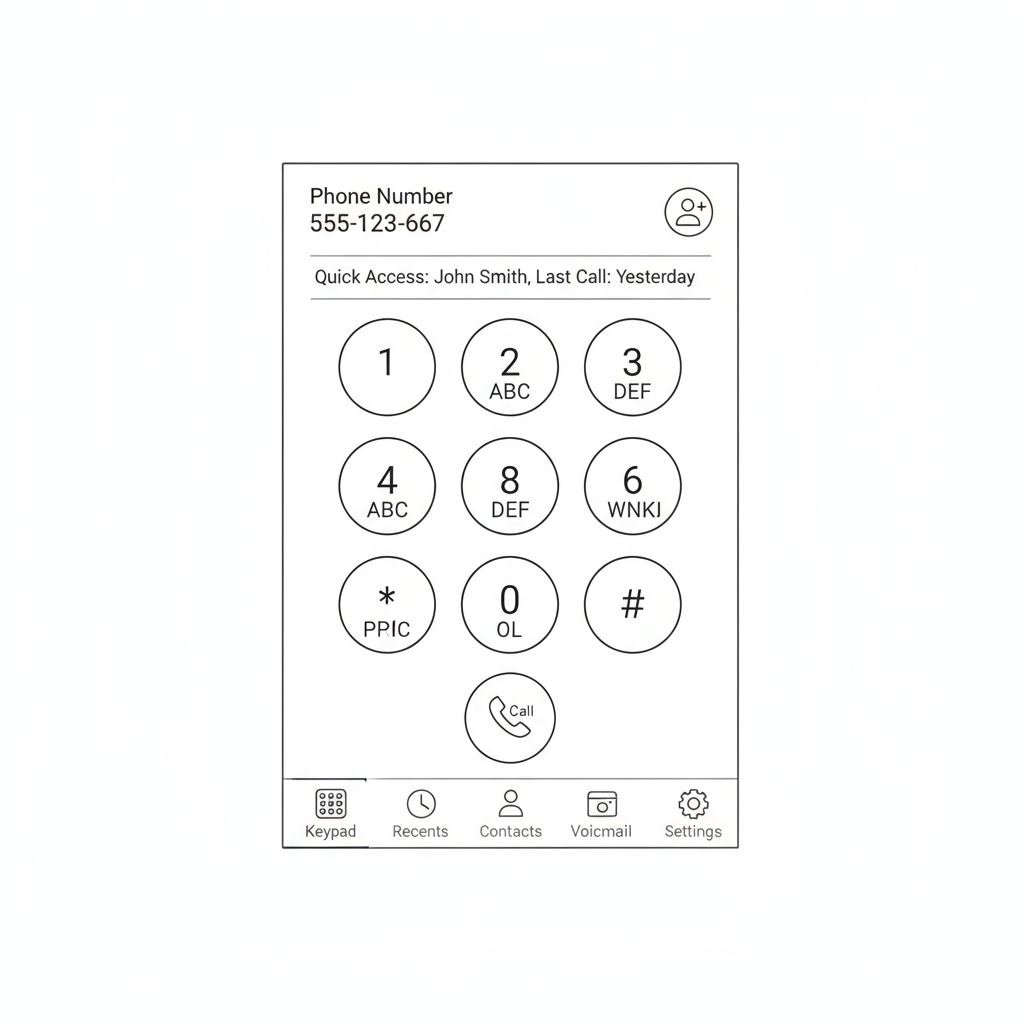 Phone Number
555-123-667
Quick Access: John Smith, Last Call: Yesterday
1 2 3
ABC DEF
4 8 6
ABC DEF WNKJ
* 0 #
PPIC OL
Call
Keypad Recents Contacts Voicmail Settings